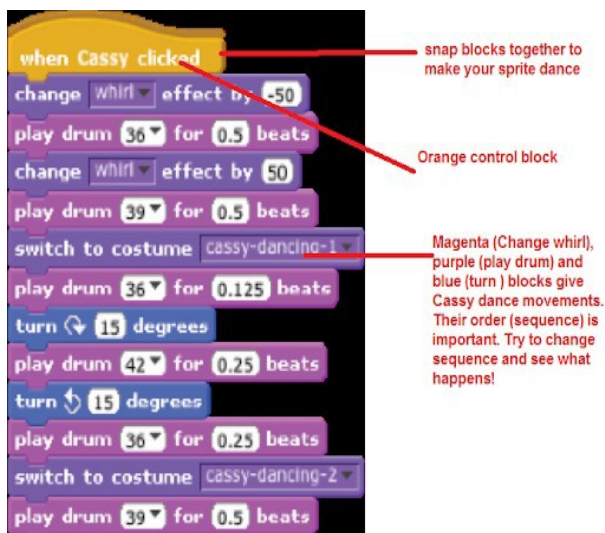 when Cassy clicked
change whirl effect by -50
play drum 36 for 0.5 beats
change whirl effect by 50
play drum 39 for 0.5 beats
switch to costume cassy-dancing-1
play drum 36 for 0.125 beats
turn 15 degrees
play drum 42 for 0.25 beats
turn 15 degrees
play drum 36 for 0.25 beats
switch to costume cassy-dancing-2
play drum 39 for 0.5 beats
snap blocks together to
make your sprite dance
Orange control block
Magenta (Change whirl),
purple (play drum) and
blue (turn ) blocks give
Cassy dance movements.
Their order (sequence) is
important. Try to change
sequence and see what
happens!